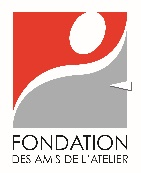 FONDATION
DES AMIS DE L'ATELIER